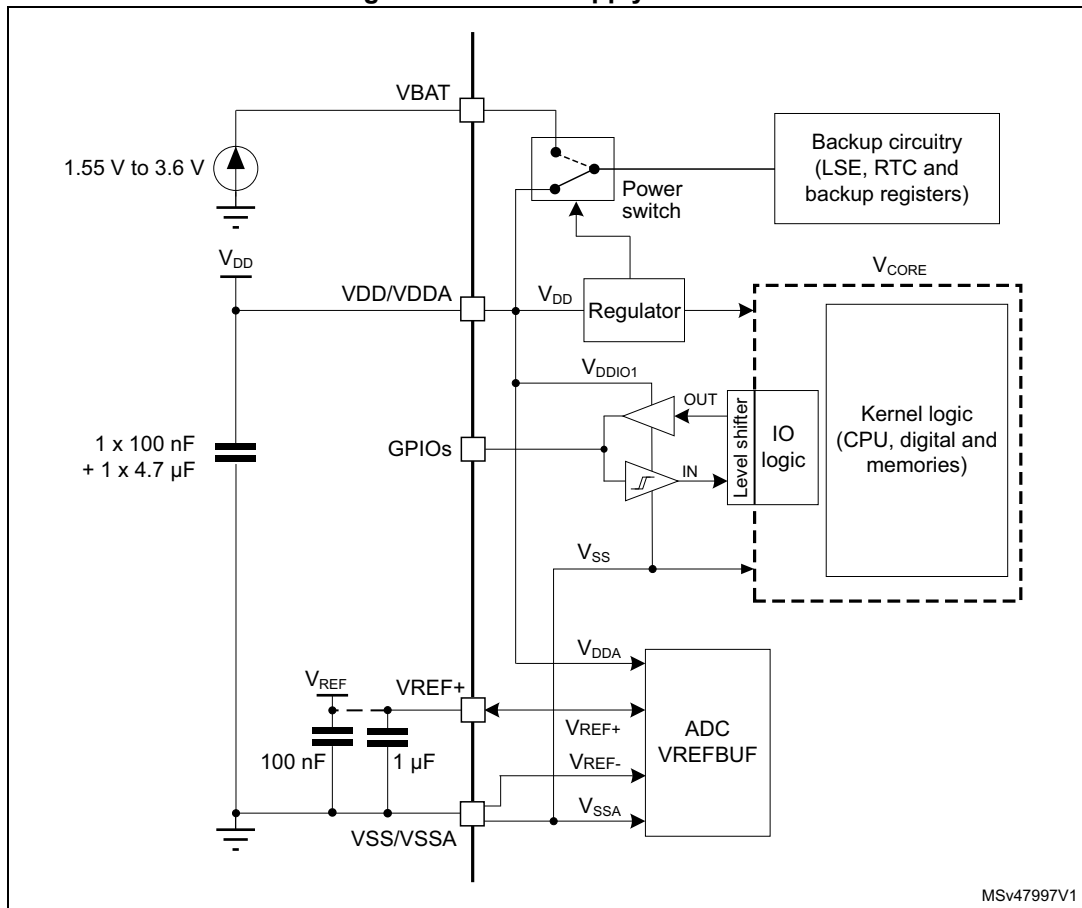 VBAT
1.55 V to 3.6 V
Power
switch
Backup circuitry
(LSE, RTC and
backup registers)
VDD
VDD/VDDA
VDD
Regulator
VCORE
VDDIO1
OUT
GPIOs
IN
Level shifter
IO
logic
Kernel logic
(CPU, digital and
memories)
1 x 100 nF
+ 1 x 4.7 µF
VSS
VDDA
VREF
VREF+
VREF+
100 nF
1 µF
VREF-
ADC
VREFBUF
VSSA
VSS/VSSA
MSv47997V1